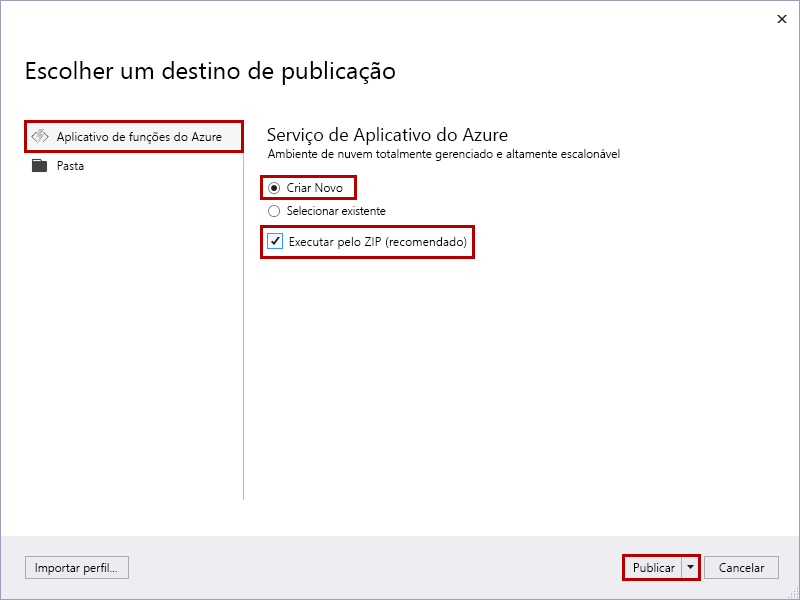 Escolher um destino de publicação
Aplicativo de funções do Azure
Pasta
Serviço de Aplicativo do Azure
Ambiente de nuvem totalmente gerenciado e altamente escalonável
Criar Novo
Selecionar existente
Executar pelo ZIP (recomendado)
Importar perfil...
Publicar
Cancelar